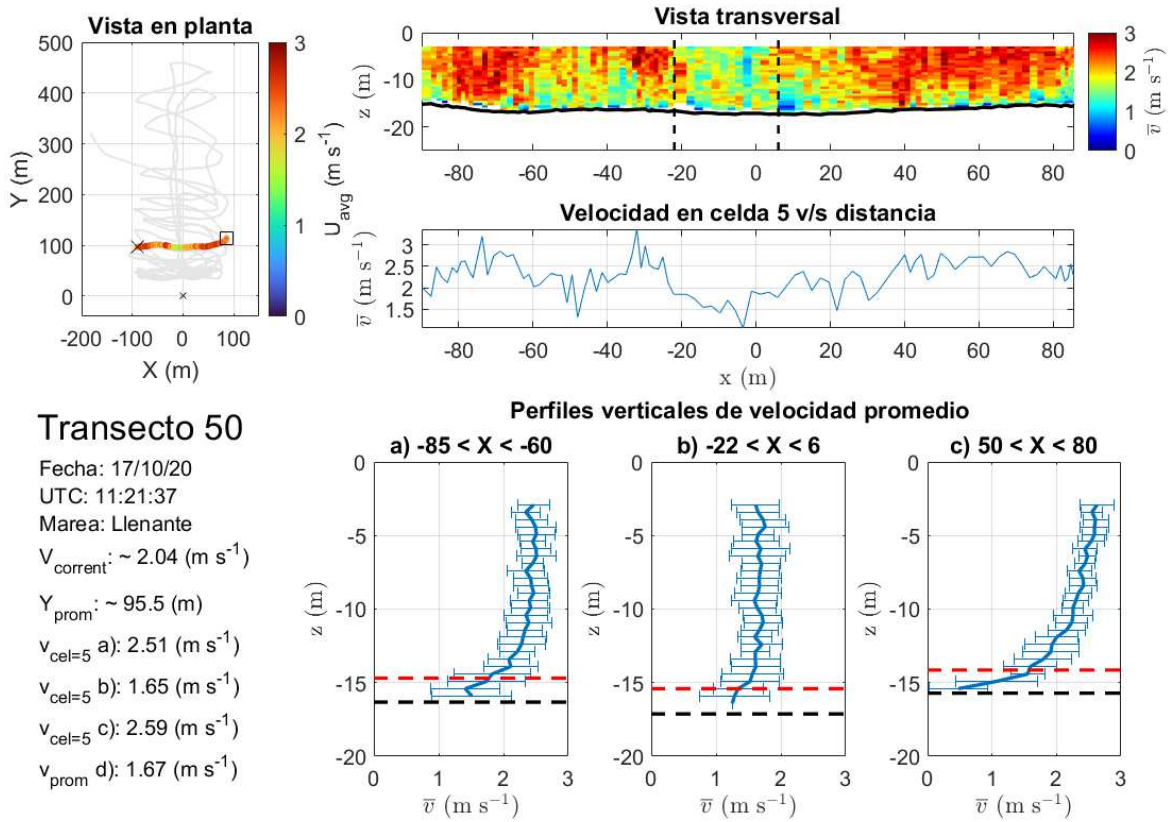 Vista en planta
500
400
300
200
100
0
Y (m)
-200 -100 0 100
X (m)
3
2
1
0
U_avg (m s^-1)
Vista transversal
0
-10
-20
z (m)
-80 -60 -40 -20 0 20 40 60 80
3
2
1
0
v̅ (m s^-1)
Velocidad en celda 5 v/s distancia
3
2.5
2
1.5
v̅ (m s^-1)
-80 -60 -40 -20 0 20 40 60 80
x (m)
Transecto 50
Fecha: 17/10/20
UTC: 11:21:37
Marea: Llenante
V_corrent: ~ 2.04 (m s^-1)
Y_prom: ~ 95.5 (m)
v_cel=5 a): 2.51 (m s^-1)
v_cel=5 b): 1.65 (m s^-1)
v_cel=5 c): 2.59 (m s^-1)
v_prom d): 1.67 (m s^-1)
Perfiles verticales de velocidad promedio
a) -85 < X < -60
0
-5
-10
-15
-20
z (m)
0 1 2 3
v̅ (m s^-1)
b) -22 < X < 6
0
-5
-10
-15
-20
z (m)
0 1 2 3
v̅ (m s^-1)
c) 50 < X < 80
0
-5
-10
-15
-20
z (m)
0 1 2 3
v̅ (m s^-1)